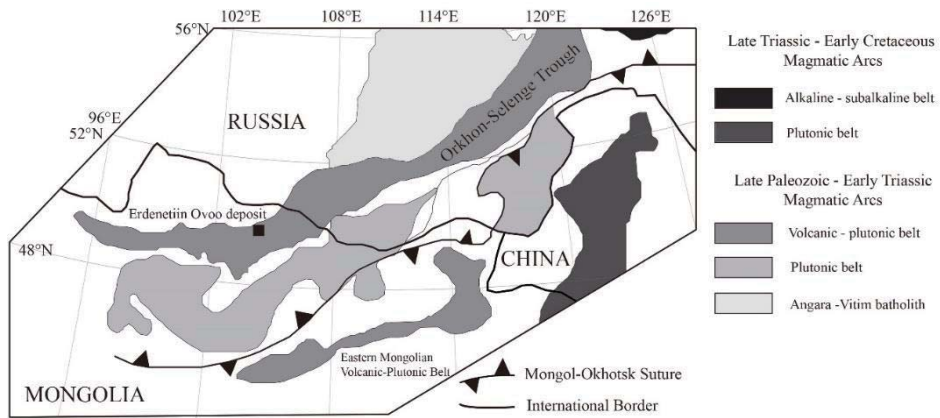 102°E
108°E
114°E
120°E
126°E
56°N
96°E
52°N
48°N
RUSSIA
Orkhon-Selenge Trough
Erdenetiin Ovoo deposit
CHINA
Eastern Mongolian
Volcanic-Plutonic Belt
MONGOLIA
Late Triassic - Early Cretaceous
Magmatic Arcs
Alkaline - subalkaline belt
Plutonic belt
Late Paleozoic - Early Triassic
Magmatic Arcs
Volcanic - plutonic belt
Plutonic belt
Angara -Vitim batholith
Mongol-Okhotsk Suture
International Border